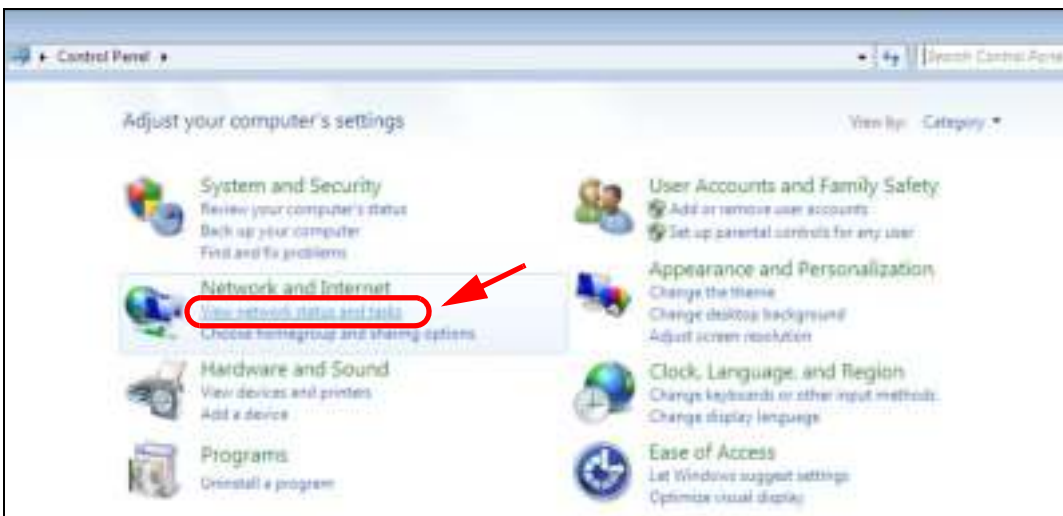 Control Panel
Search Control Panel
Adjust your computer's settings
View by: Category
System and Security
Review your computer's status
Back up your computer
Find and fix problems
Network and Internet
View network status and tasks
Choose homegroup and sharing options
Hardware and Sound
View devices and printers
Add a device
Programs
Uninstall a program
User Accounts and Family Safety
Add or remove user accounts
Set up parental controls for any user
Appearance and Personalization
Change the theme
Change desktop background
Adjust screen resolution
Clock, Language, and Region
Change keyboards or other input methods
Change display language
Ease of Access
Let Windows suggest settings
Optimize visual display